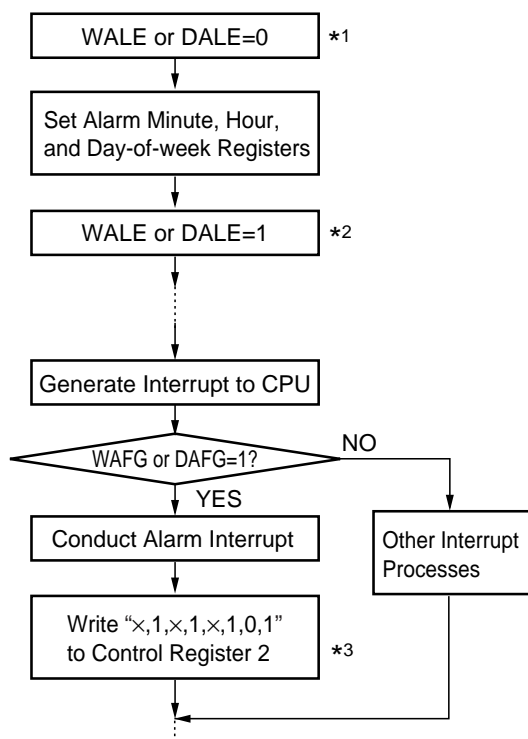 WALE or DALE=0 *1
Set Alarm Minute, Hour,
and Day-of-week Registers
WALE or DALE=1 *2
Generate Interrupt to CPU
WAFG or DAFG=1?
NO
YES
Conduct Alarm Interrupt
Other Interrupt
Processes
Write “×,1,×,1,×,1,0,1”
to Control Register 2 *3